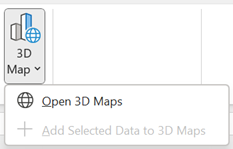 3D
Map
Open 3D Maps
Add Selected Data to 3D Maps